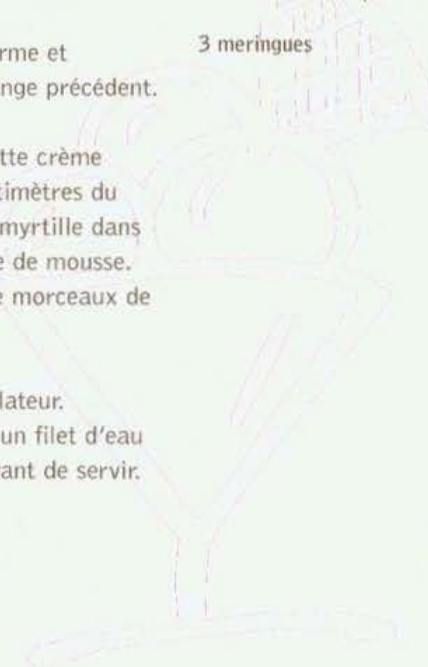 rme et
nge précédent.
tte crème
timètres du
myrtille dans
e de mousse.
e morceaux de
lateur.
un filet d'eau
ant de servir.
3 meringues